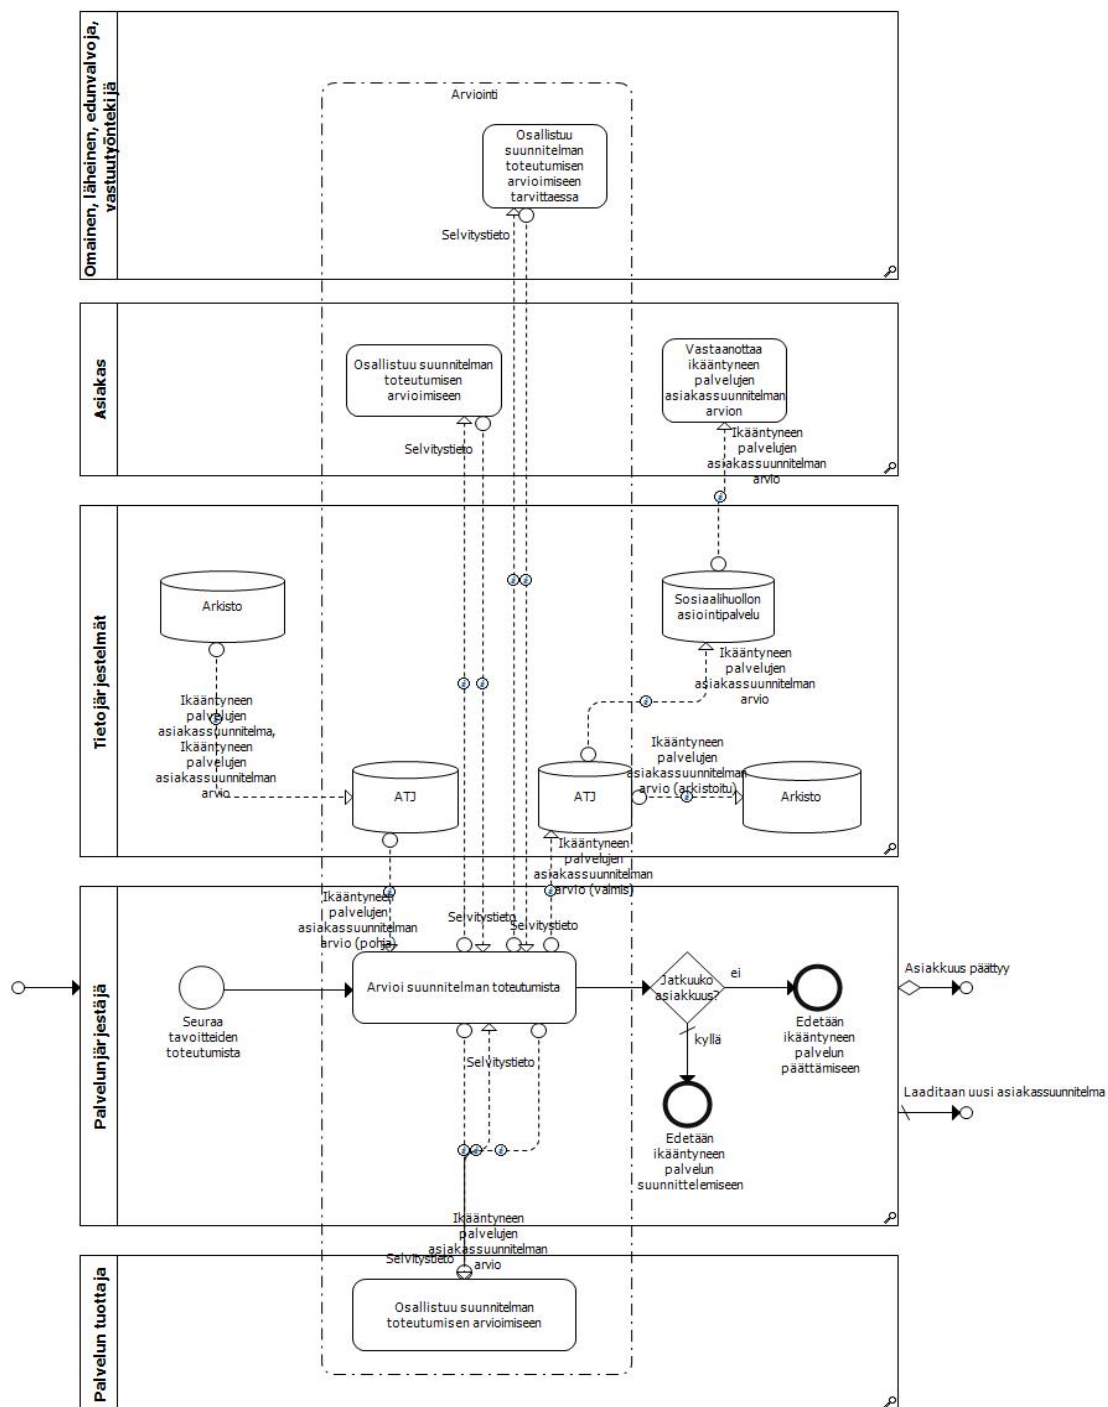 Omainen, läheinen, edunvalvoja,
vastuutyöntekijä
Arviointi
Osallistuu
suunnitelman
toteutumisen
arvioimiseen
tarvittaessa
Selvitystieto
Asiakas
Osallistuu suunnitelman
toteutumisen
arvioimiseen
Selvitystieto
Vastaanottaa
ikääntyneen
palvelujen
asiakassuunnitelman
arvion
Ikääntyneen
palvelujen
asiakassuunnitelman
arvio
Tietojärjestelmät
Arkisto
Ikääntyneen
palvelujen
asiakassuunnitelma,
Ikääntyneen
palvelujen
asiakassuunnitelman
arvio
ATJ
Sosiaalihuollon
asiointipalvelu
Ikääntyneen
palvelujen
asiakassuunnitelman
arvio
ATJ
Ikääntyneen
palvelujen
asiakassuunnitelman
arvio (arkistoitu)
Arkisto
Ikääntyneen
palvelujen
asiakassuunnitelman
arvio (valmis)
Palvelunjärjestäjä
Ikääntyneen
palvelujen
asiakassuunnitelman
arvio (pohja)
Selvitystieto
Selvitystieto
Seuraa
tavoitteiden
toteutumista
Arvioi suunnitelman toteutumista
Selvitystieto
Jatkuuko
asiakkuus?
ei
kyllä
Edetään
ikääntyneen
palvelun
päättämiseen
Edetään
ikääntyneen
palvelun
suunnittelemiseen
Asiakkuus päättyy
Laaditaan uusi asiakassuunnitelma
Ikääntyneen
palvelujen
asiakassuunnitelman
arvio
Selvitystieto
Palvelun tuottaja
Osallistuu suunnitelman
toteutumisen arvioimiseen